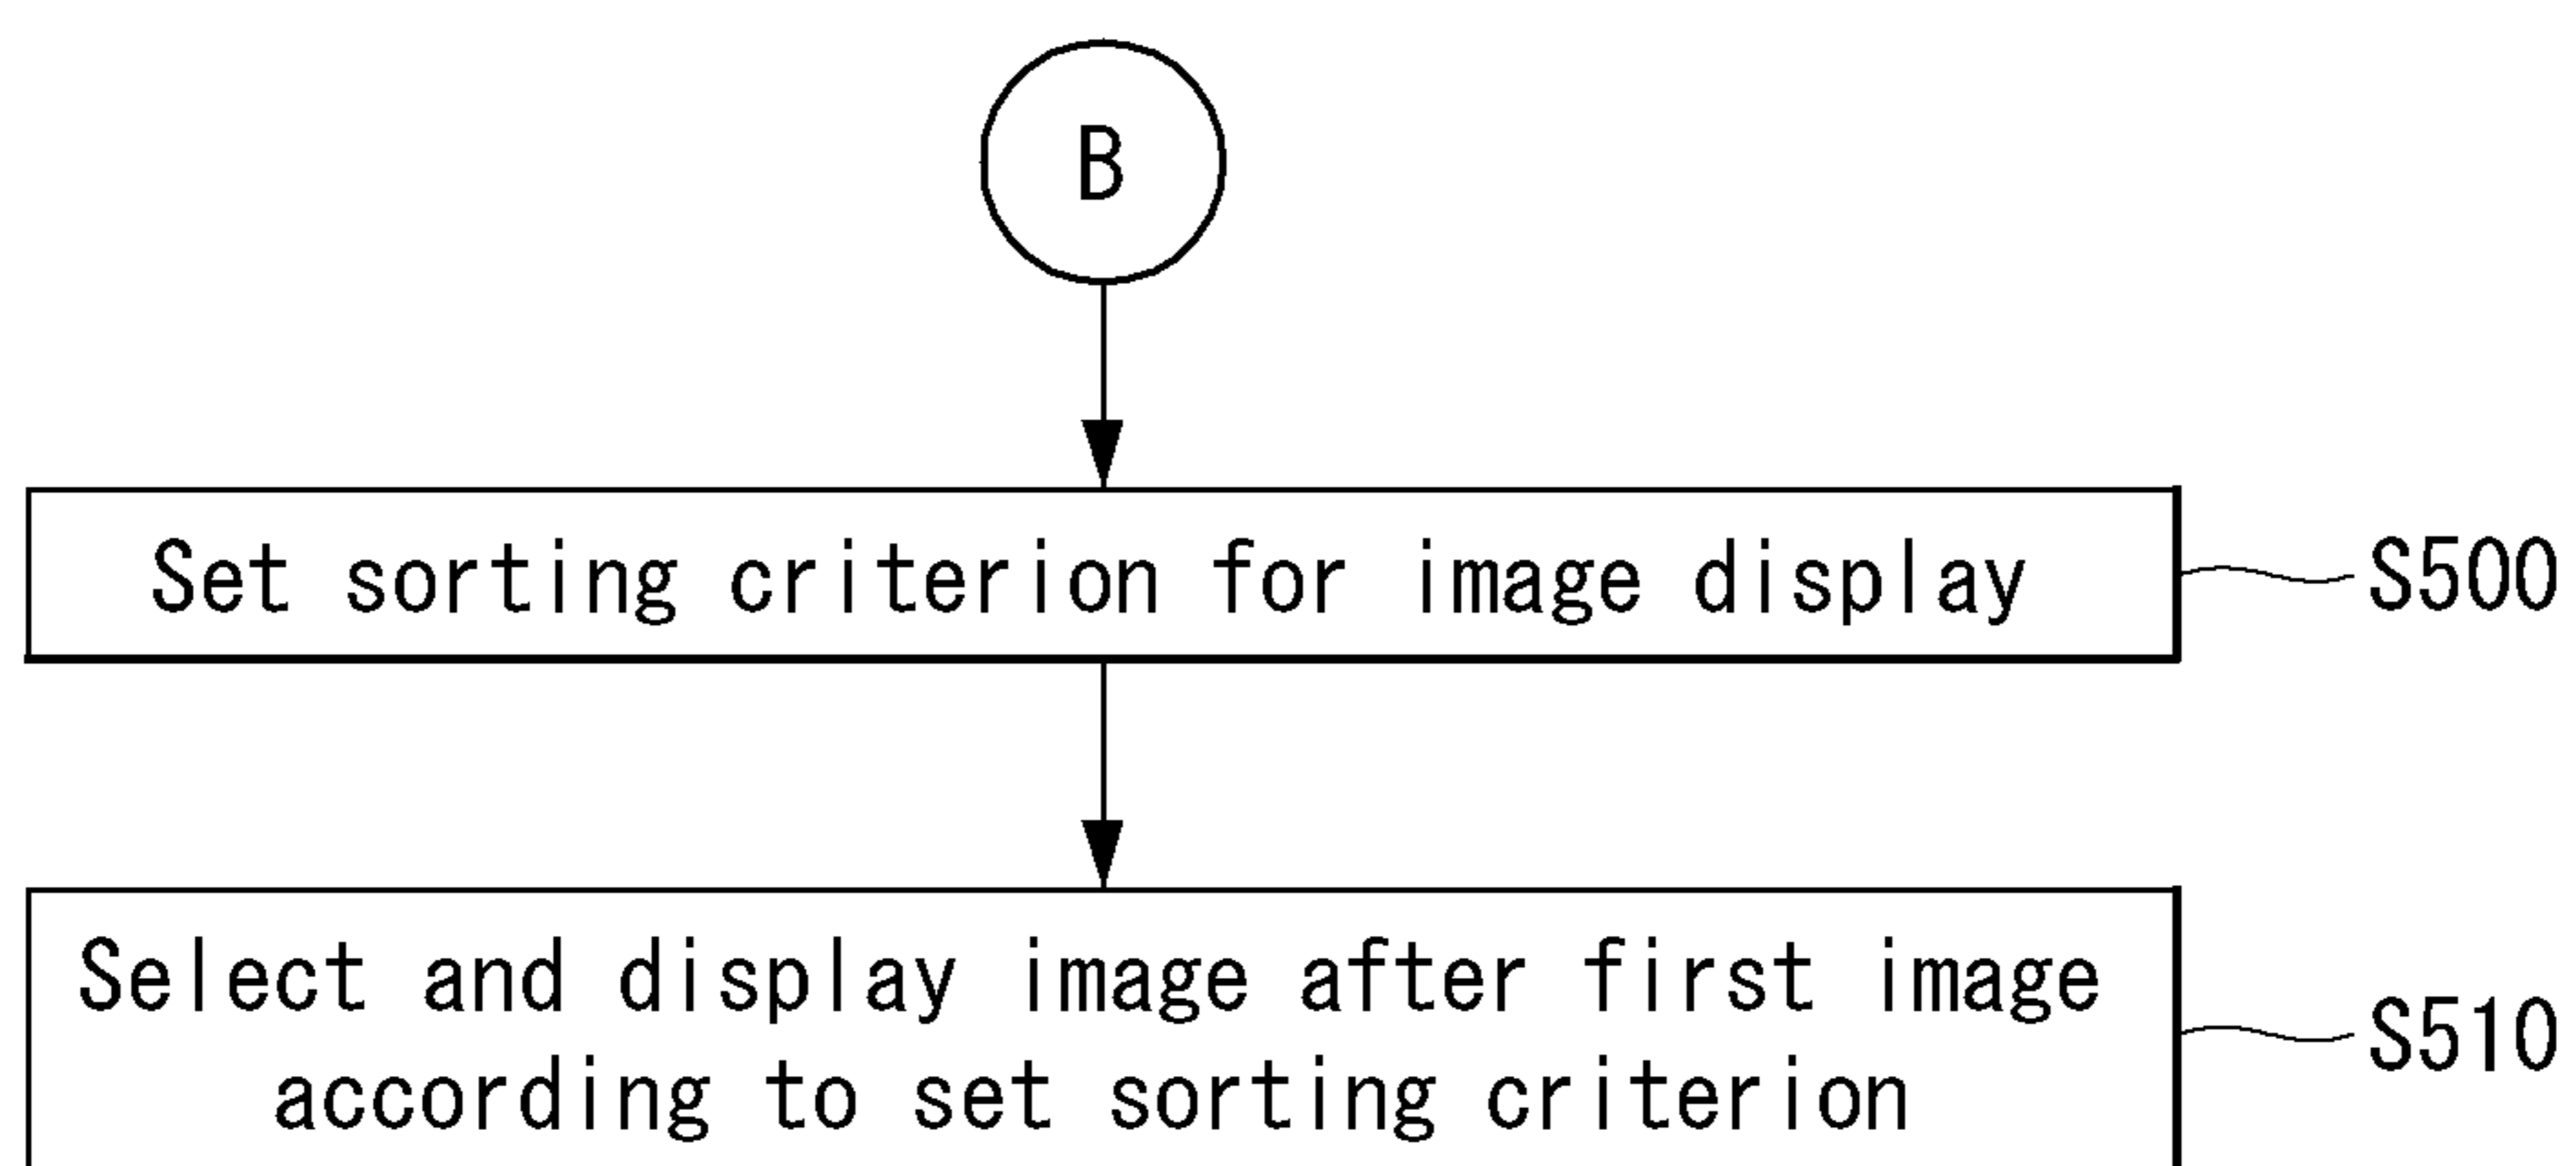 B
Set sorting criterion for image display
S500
Select and display image after first image
according to set sorting criterion
S510